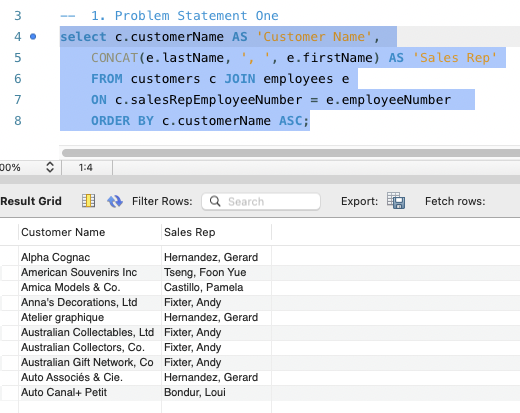 3 -- 1. Problem Statement One
4 select c.customerName AS 'Customer Name',
5 CONCAT(e.lastName, ', ', e.firstName) AS 'Sales Rep'
6 FROM customers c JOIN employees e
7 ON c.salesRepEmployeeNumber = e.employeeNumber
8 ORDER BY c.customerName ASC;
00% 1:4
Result Grid Filter Rows: Search Export: Fetch rows:
Customer Name Sales Rep
Alpha Cognac Hernandez, Gerard
American Souvenirs Inc Tseng, Foon Yue
Amica Models & Co. Castillo, Pamela
Anna's Decorations, Ltd Fixter, Andy
Atelier graphique Hernandez, Gerard
Australian Collectables, Ltd Fixter, Andy
Australian Collectors, Co. Fixter, Andy
Australian Gift Network, Co Fixter, Andy
Auto Associés & Cie. Hernandez, Gerard
Auto Canal+ Petit Bondur, Loui